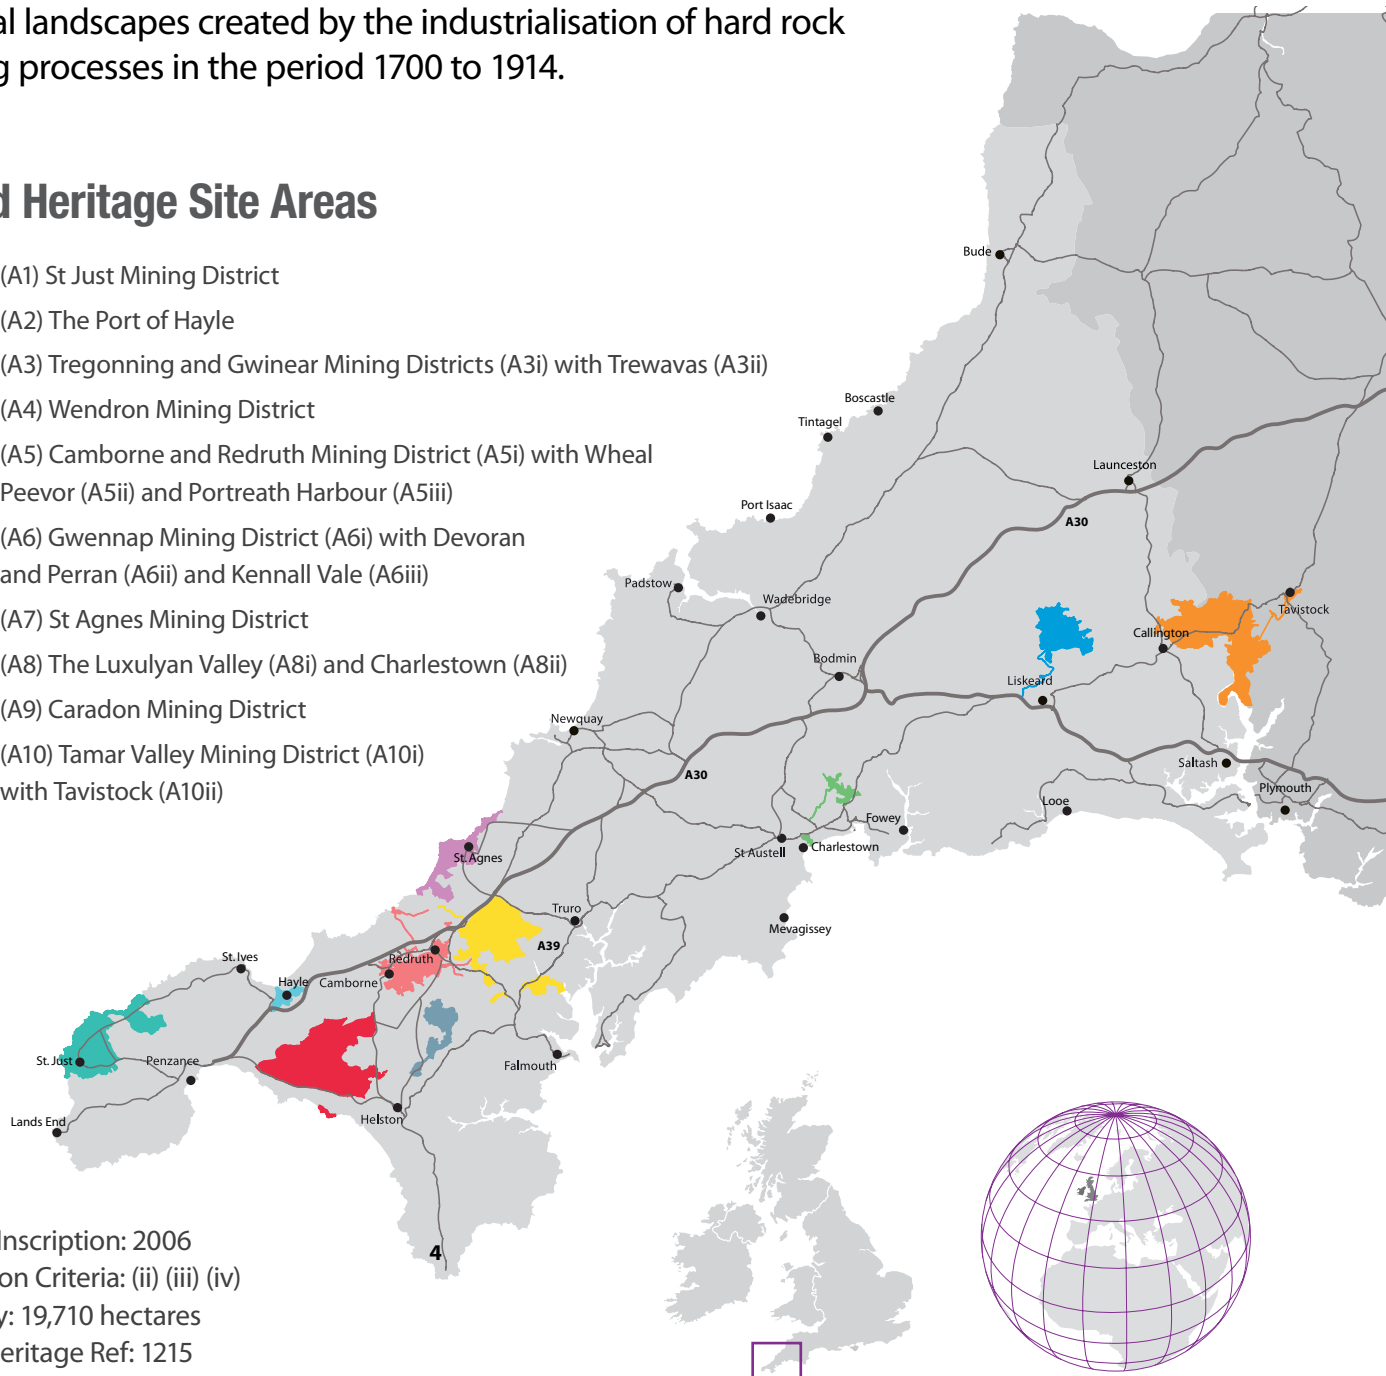 al landscapes created by the industrialisation of hard rock
g processes in the period 1700 to 1914.
d Heritage Site Areas
(A1) St Just Mining District
(A2) The Port of Hayle
(A3) Tregonning and Gwinear Mining Districts (A3i) with Trewavas (A3ii)
(A4) Wendron Mining District
(A5) Camborne and Redruth Mining District (A5i) with Wheal
Peevor (A5ii) and Portreath Harbour (A5iii)
(A6) Gwennap Mining District (A6i) with Devoran
and Perran (A6ii) and Kennall Vale (A6iii)
(A7) St Agnes Mining District
(A8) The Luxulyan Valley (A8i) and Charlestown (A8ii)
(A9) Caradon Mining District
(A10) Tamar Valley Mining District (A10i)
with Tavistock (A10ii)
Bude
Boscastle
Tintagel
Launceston
Port Isaac
A30
Padstow
Wadebridge
Tavistock
Callington
Bodmin
Liskeard
Newquay
Saltash
A30
Plymouth
Looe
Fowey
St Austell
Charlestown
St. Agnes
Truro
Mevagissey
A39
St. Ives
Redruth
Hayle
Camborne
St. Just
Penzance
Falmouth
Lands End
Helston
4
Inscription: 2006
on Criteria: (ii) (iii) (iv)
y: 19,710 hectares
eritage Ref: 1215